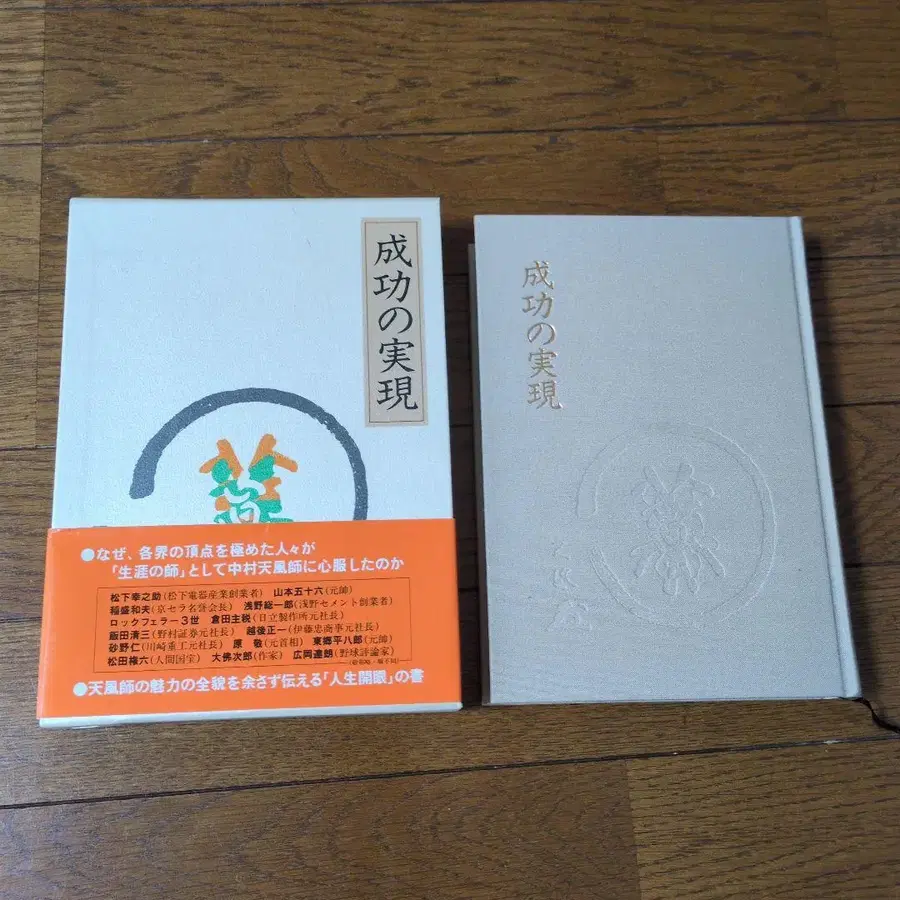 成功の実現
●なぜ、各界の頂点を極めた人々が
「生涯の師」として中村天風師に心服したのか
松下幸之助(松下電器産業創業者) 山本五十六(元帥)
稲盛和夫(京セラ名誉会長) 浅野総一郎(浅野セメント創業者)
ロックフェラー3世 倉田主税(日立製作所元社長)
飯田清三(野村証券元社長) 越後正一(伊藤忠商事元社長)
砂野仁(川崎重工元社長) 原 敬(元首相) 東郷平八郎(元帥)
松田権六(人間国宝) 大佛次郎(作家) 広岡達朗(野球評論家)
(敬称略・順不同)
●天風師の魅力の全貌を余さず伝える「人生開眼」の書
成功の実現